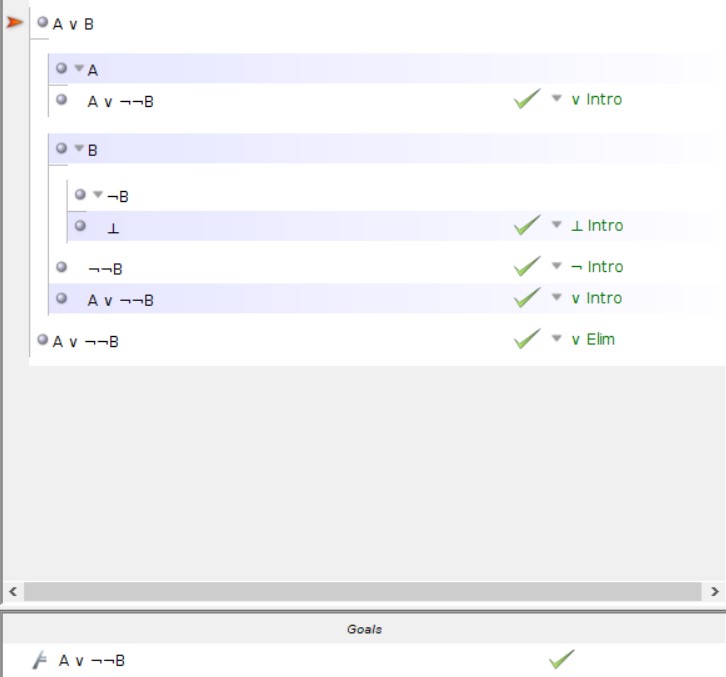 A ∨ B
A
A ∨ ¬¬B ∨ Intro
B
¬B
⊥ ⊥ Intro
¬¬B ¬ Intro
A ∨ ¬¬B ∨ Intro
A ∨ ¬¬B ∨ Elim
Goals
A ∨ ¬¬B